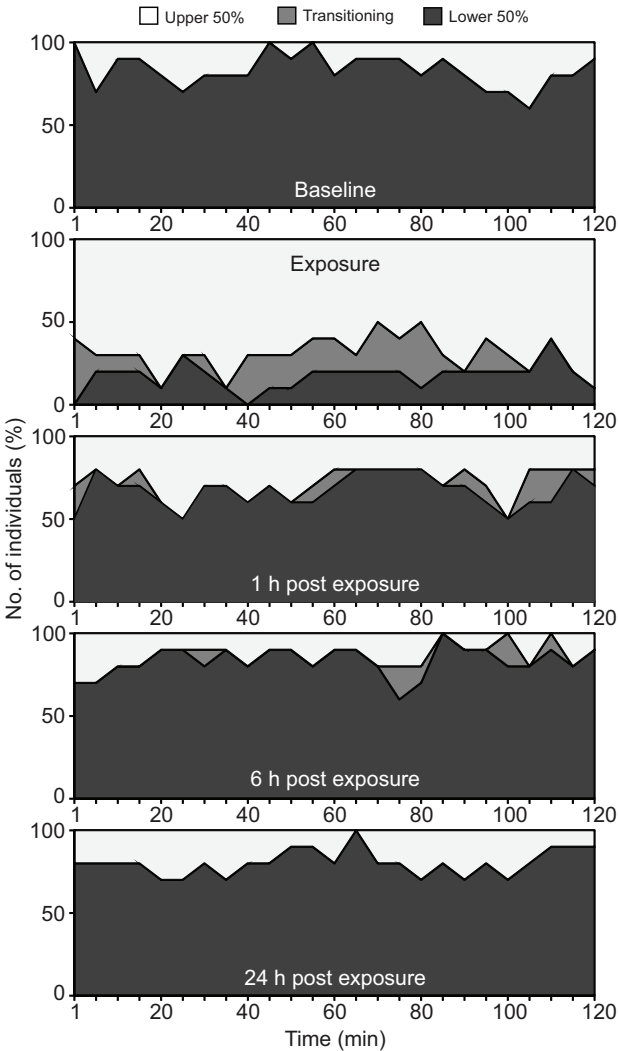 Upper 50% Transitioning Lower 50%
100
50
0
Baseline
1 20 40 60 80 100 120
100
50
0
Exposure
1 20 40 60 80 100 120
100
50
0
1 h post exposure
1 20 40 60 80 100 120
100
50
0
6 h post exposure
1 20 40 60 80 100 120
100
50
0
24 h post exposure
1 20 40 60 80 100 120
No. of individuals (%)
Time (min)